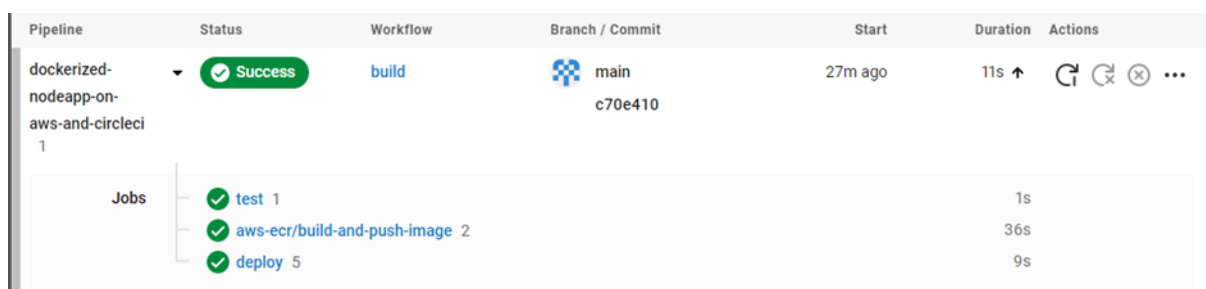 Pipeline Status Workflow Branch / Commit Start Duration Actions
dockerized-nodeapp-on-aws-and-circleci 1 Success build main 27m ago 11s
c70e410
Jobs test 1 1s
aws-ecr/build-and-push-image 2 36s
deploy 5 9s